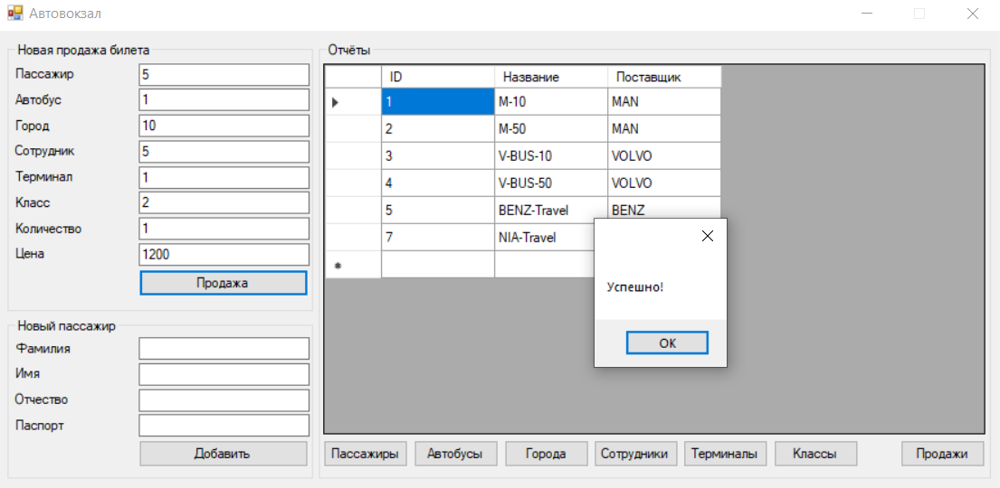 Автовокзал
Новая продажа билета
Пассажир 5
Автобус 1
Город 10
Сотрудник 5
Терминал 1
Класс 2
Количество 1
Цена 1200
Продажа
Новый пассажир
Фамилия
Имя
Отчество
Паспорт
Добавить
Отчёты
ID Название Поставщик
1 M-10 MAN
2 M-50 MAN
3 V-BUS-10 VOLVO
4 V-BUS-50 VOLVO
5 BENZ-Travel BENZ
7 NIA-Travel
Успешно!
ОК
Пассажиры Автобусы Города Сотрудники Терминалы Классы Продажи